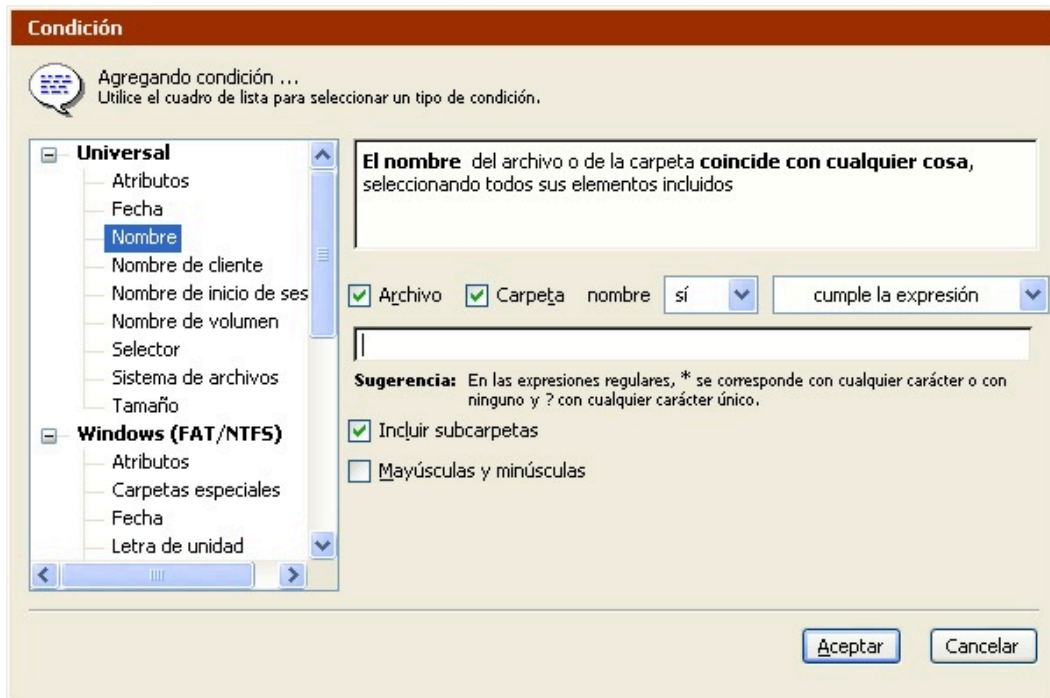 Condición
Agregando condición ...
Utilice el cuadro de lista para seleccionar un tipo de condición.
Universal
Atributos
Fecha
Nombre
Nombre de cliente
Nombre de inicio de ses
Nombre de volumen
Selector
Sistema de archivos
Tamaño
Windows (FAT/NTFS)
Atributos
Carpetas especiales
Fecha
Letra de unidad
El nombre del archivo o de la carpeta coincide con cualquier cosa,
seleccionando todos sus elementos incluidos
Archivo Carpeta nombre sí cumple la expresión
Sugerencia: En las expresiones regulares, * se corresponde con cualquier carácter o con
ninguno y ? con cualquier carácter único.
Incluir subcarpetas
Mayúsculas y minúsculas
Aceptar Cancelar